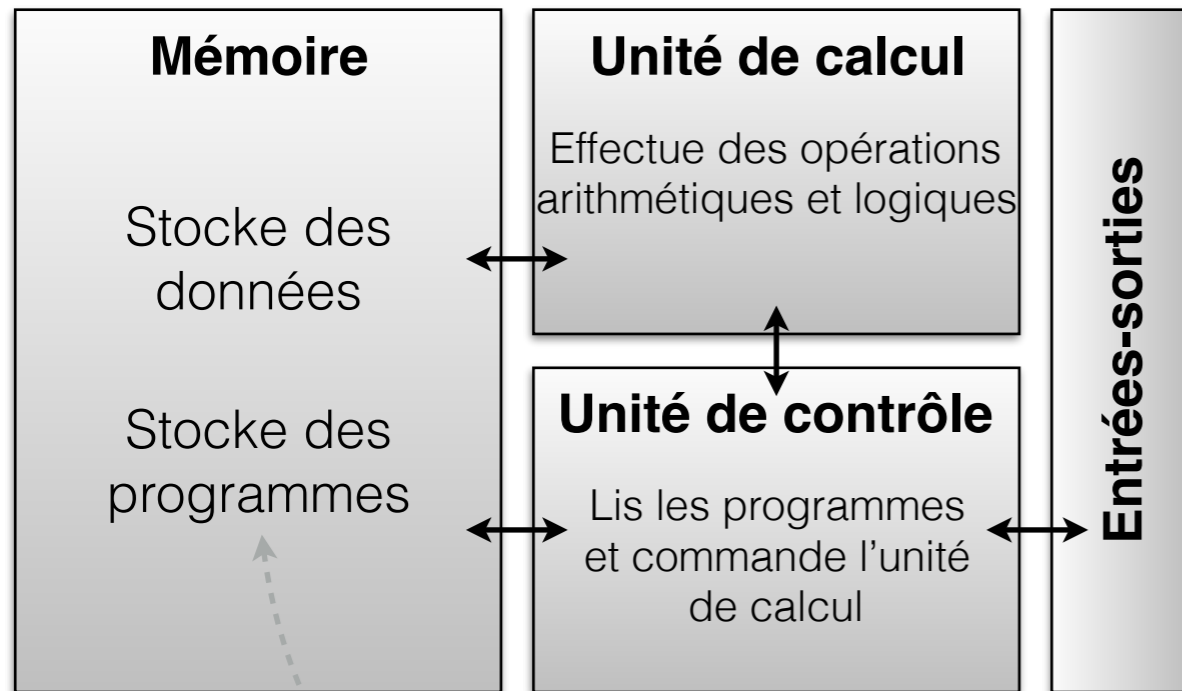 Mémoire
Stocke des
données
Stocke des
programmes
Unité de calcul
Effectue des opérations
arithmétiques et logiques
Unité de contrôle
Lis les programmes
et commande l’unité
de calcul
Entrées-sorties